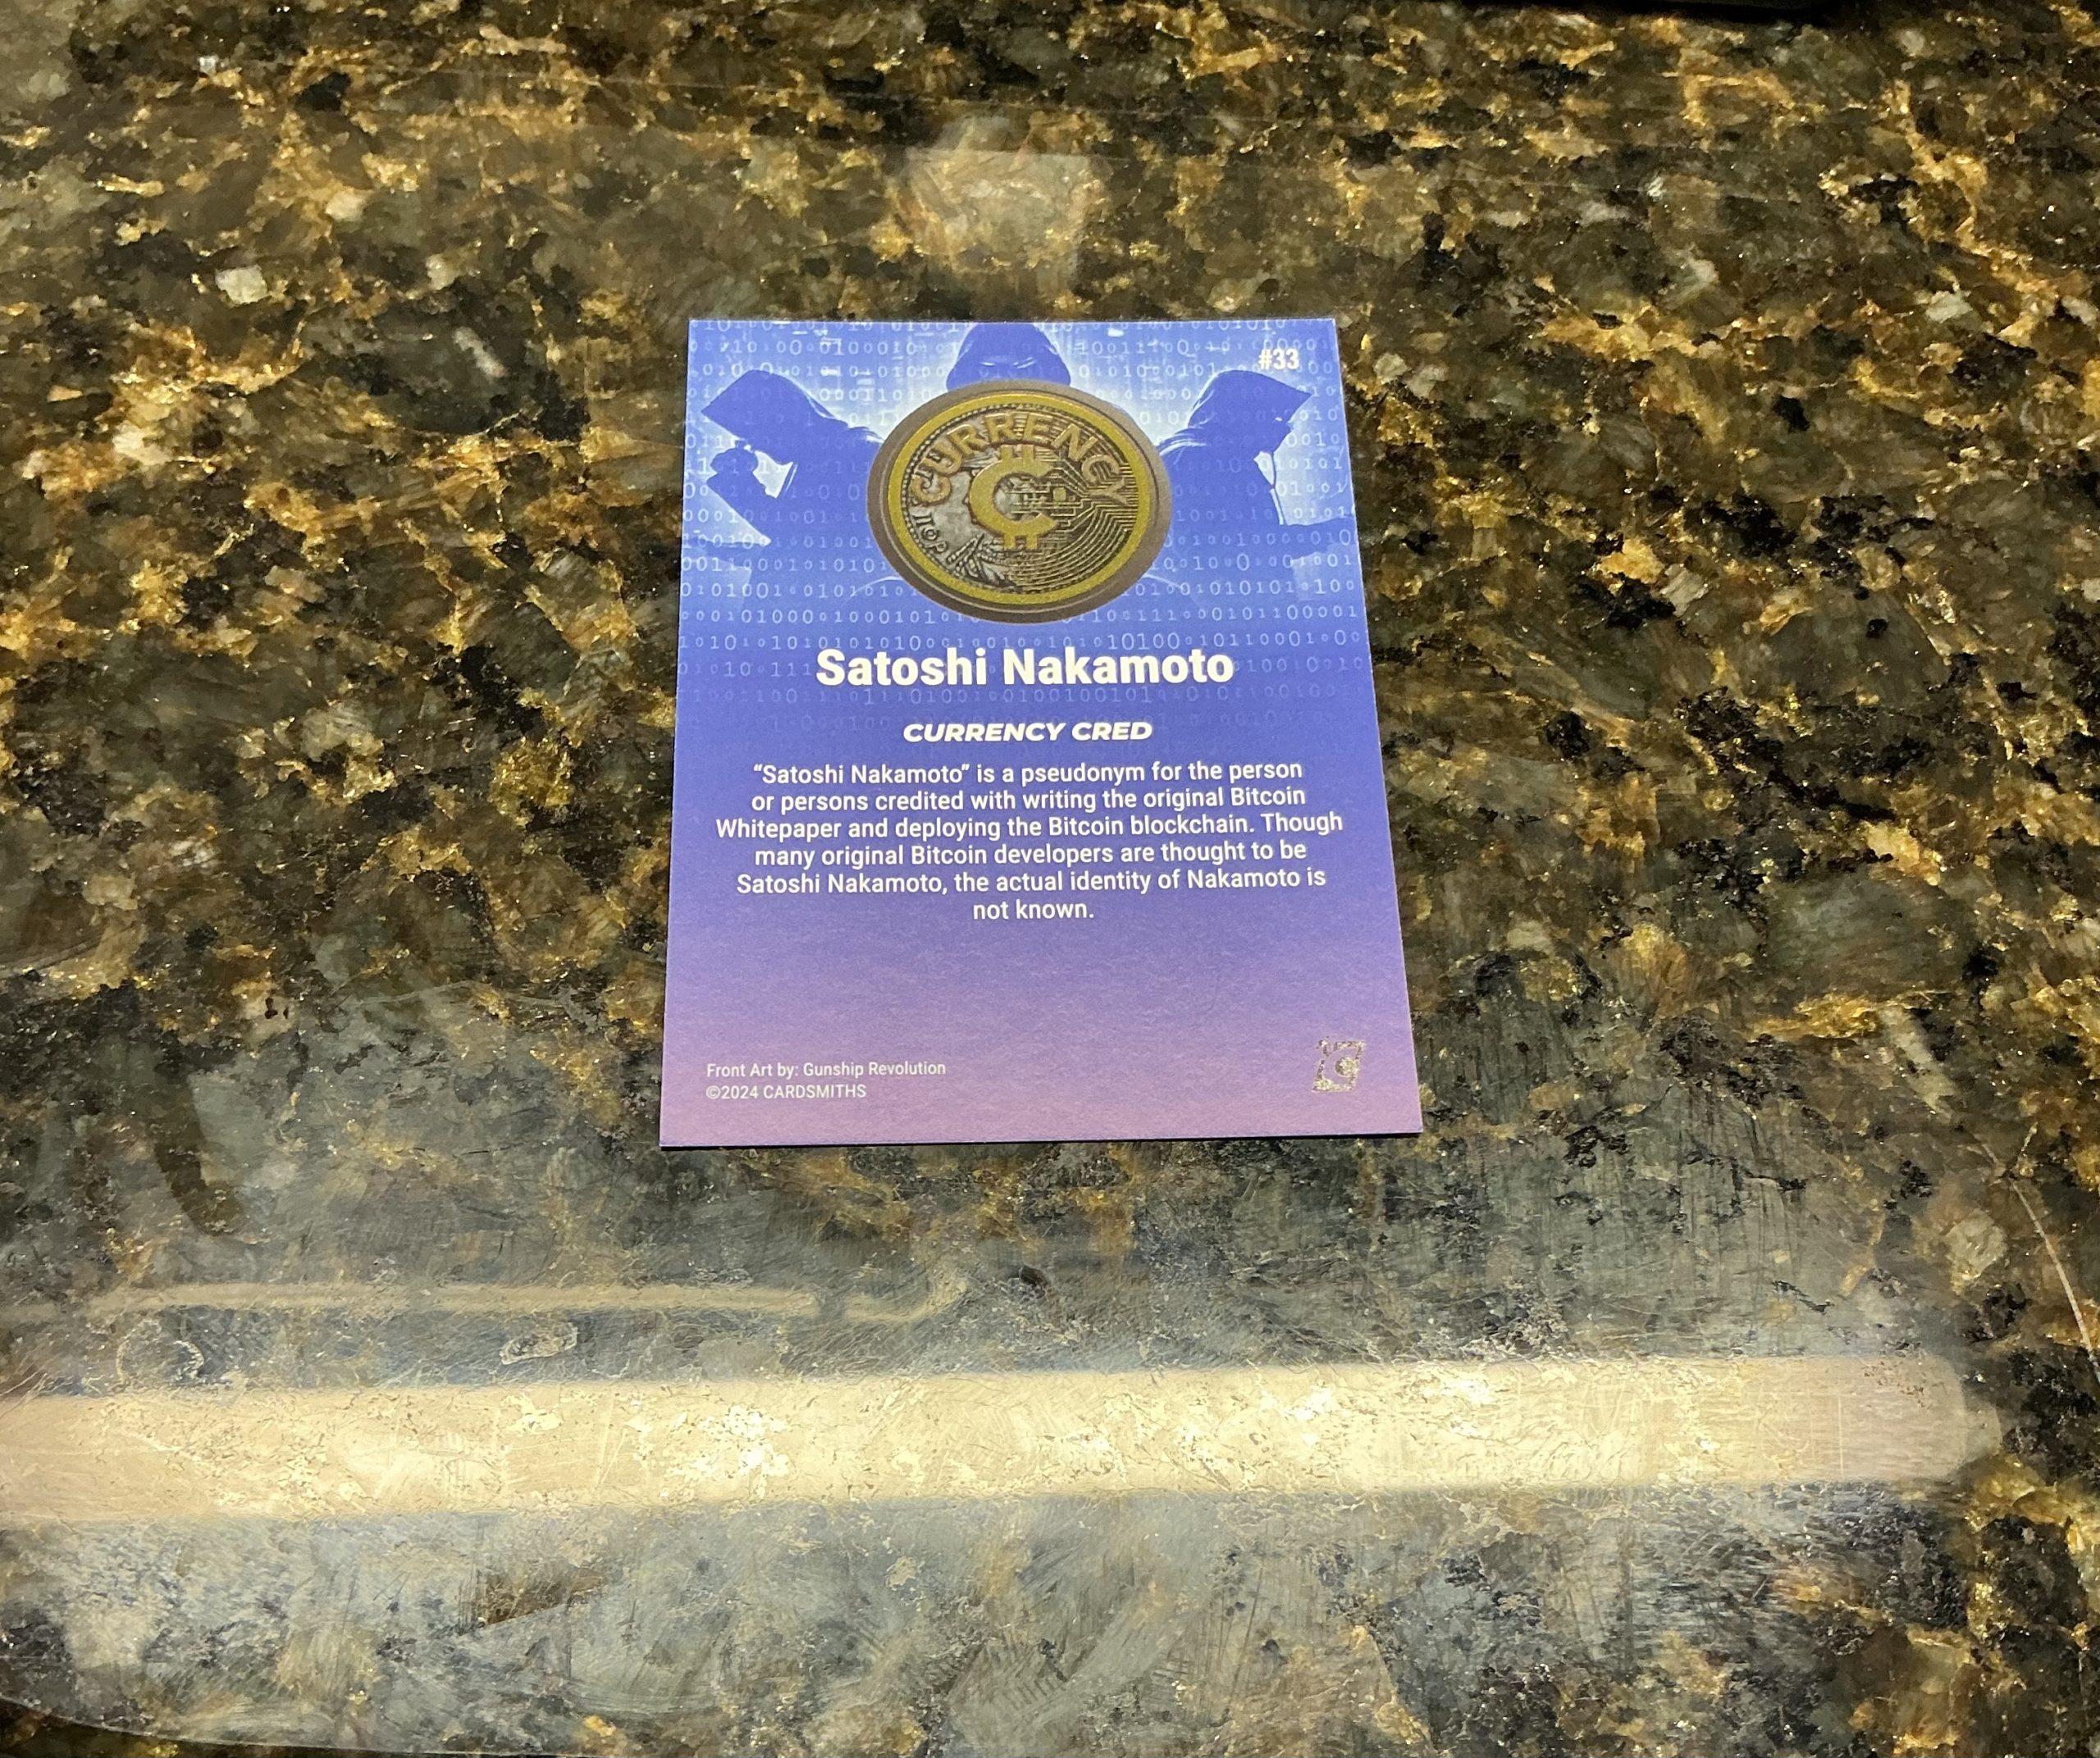 #33
CURRENCY
Satoshi Nakamoto
CURRENCY CRED
“Satoshi Nakamoto” is a pseudonym for the person
or persons credited with writing the original Bitcoin
Whitepaper and deploying the Bitcoin blockchain. Though
many original Bitcoin developers are thought to be
Satoshi Nakamoto, the actual identity of Nakamoto is
not known.
Front Art by: Gunship Revolution
©2024 CARDSMITHS